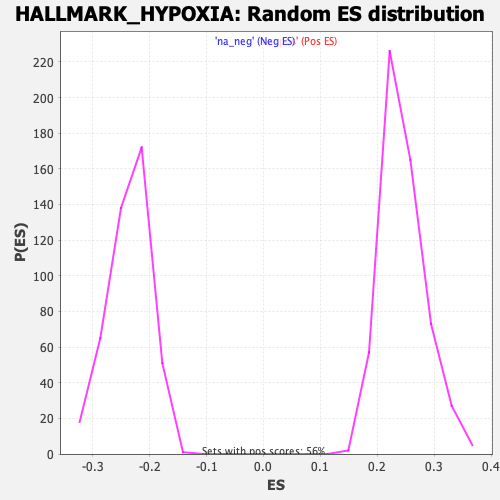 HALLMARK_HYPOXIA: Random ES distribution
'na_neg' (Neg ES) ' (Pos ES)
220
200
180
160
140
120
100
80
60
40
20
0
P(ES)
Sets with pos scores: 56%
-0.3 -0.2 -0.1 0.0 0.1 0.2 0.3 0.4
ES